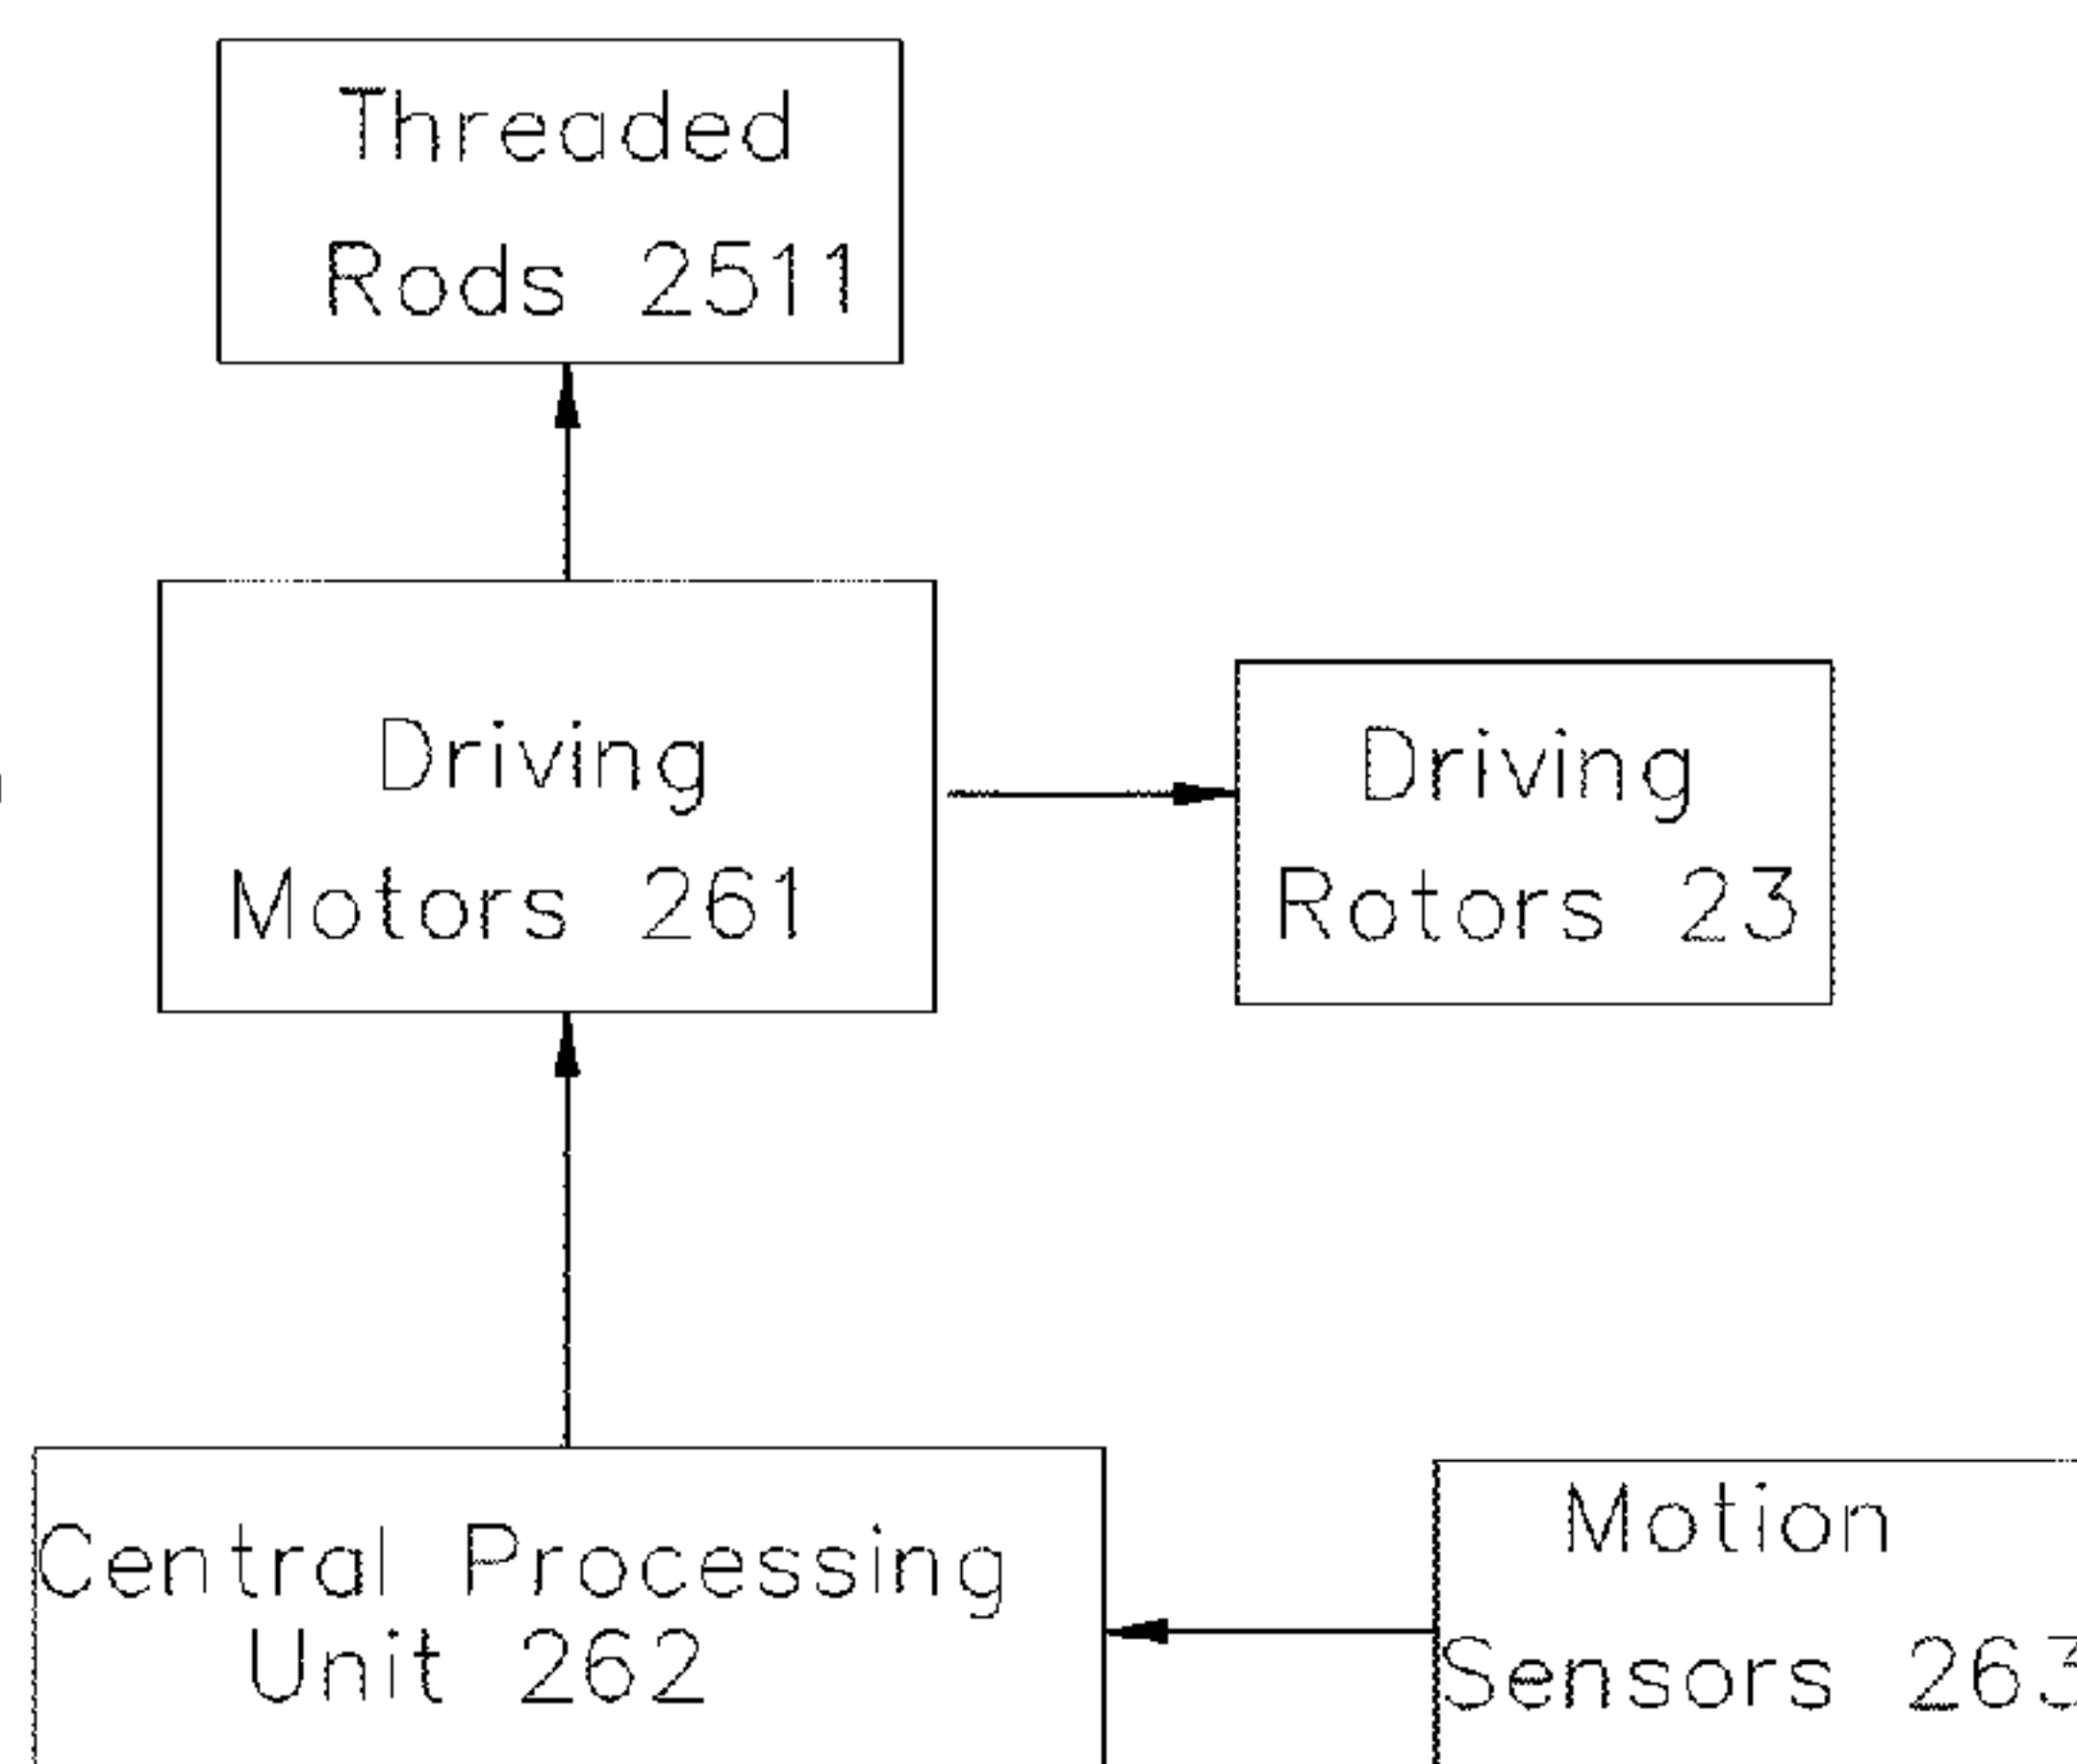 Threaded
Rods 2511
Driving
Motors 261
Driving
Rotors 23
Central Processing
Unit 262
Motion
Sensors 263